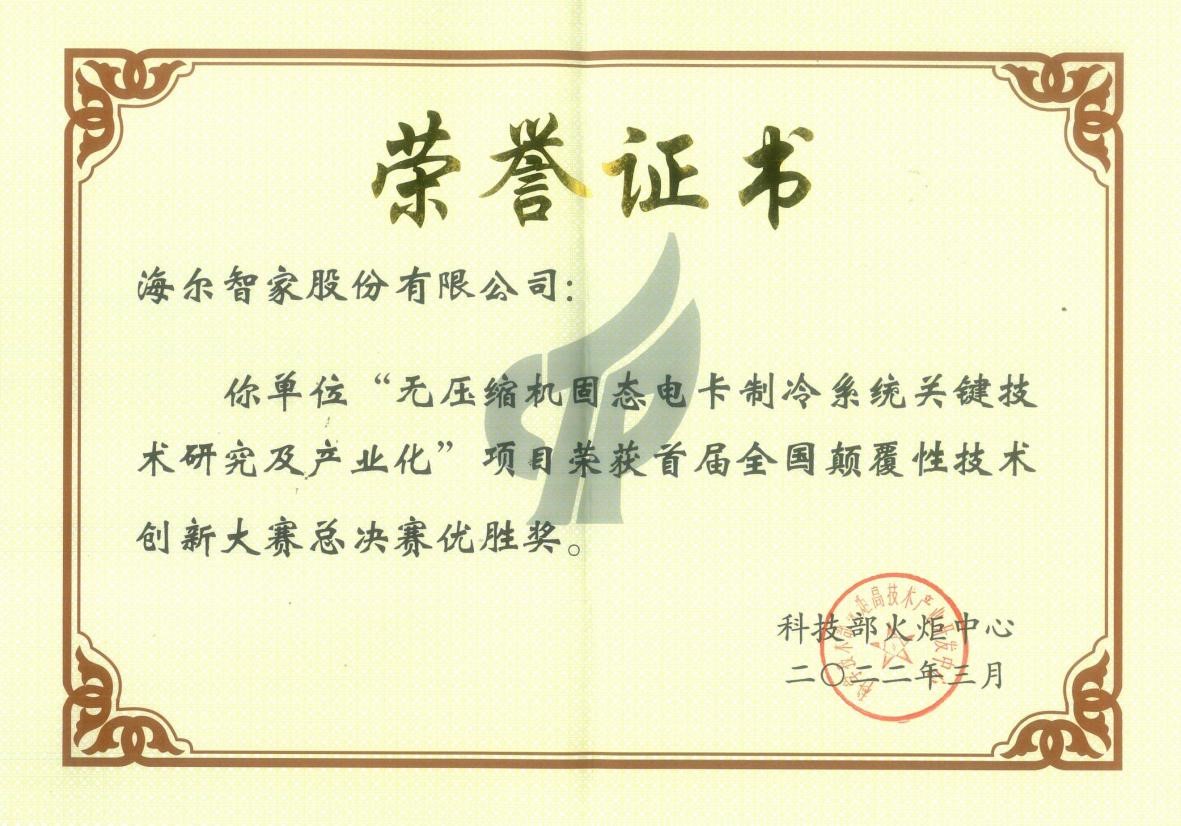 荣誉证书
海尔智家股份有限公司：
你单位“无压缩机固态电卡制冷系统关键技
术研究及产业化”项目荣获首届全国颠覆性技术
创新大赛总决赛优胜奖。
科技部火炬中心
二〇二二年三月